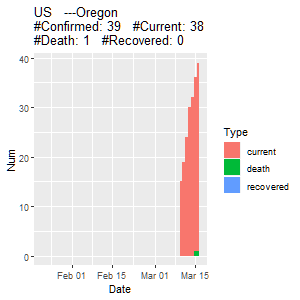 US   ---Oregon
#Confirmed: 39   #Current: 38
#Death: 1   #Recovered: 0
40
30
20
10
0
Num
Feb 01
Feb 15
Mar 01
Mar 15
Date
Type
current
death
recovered